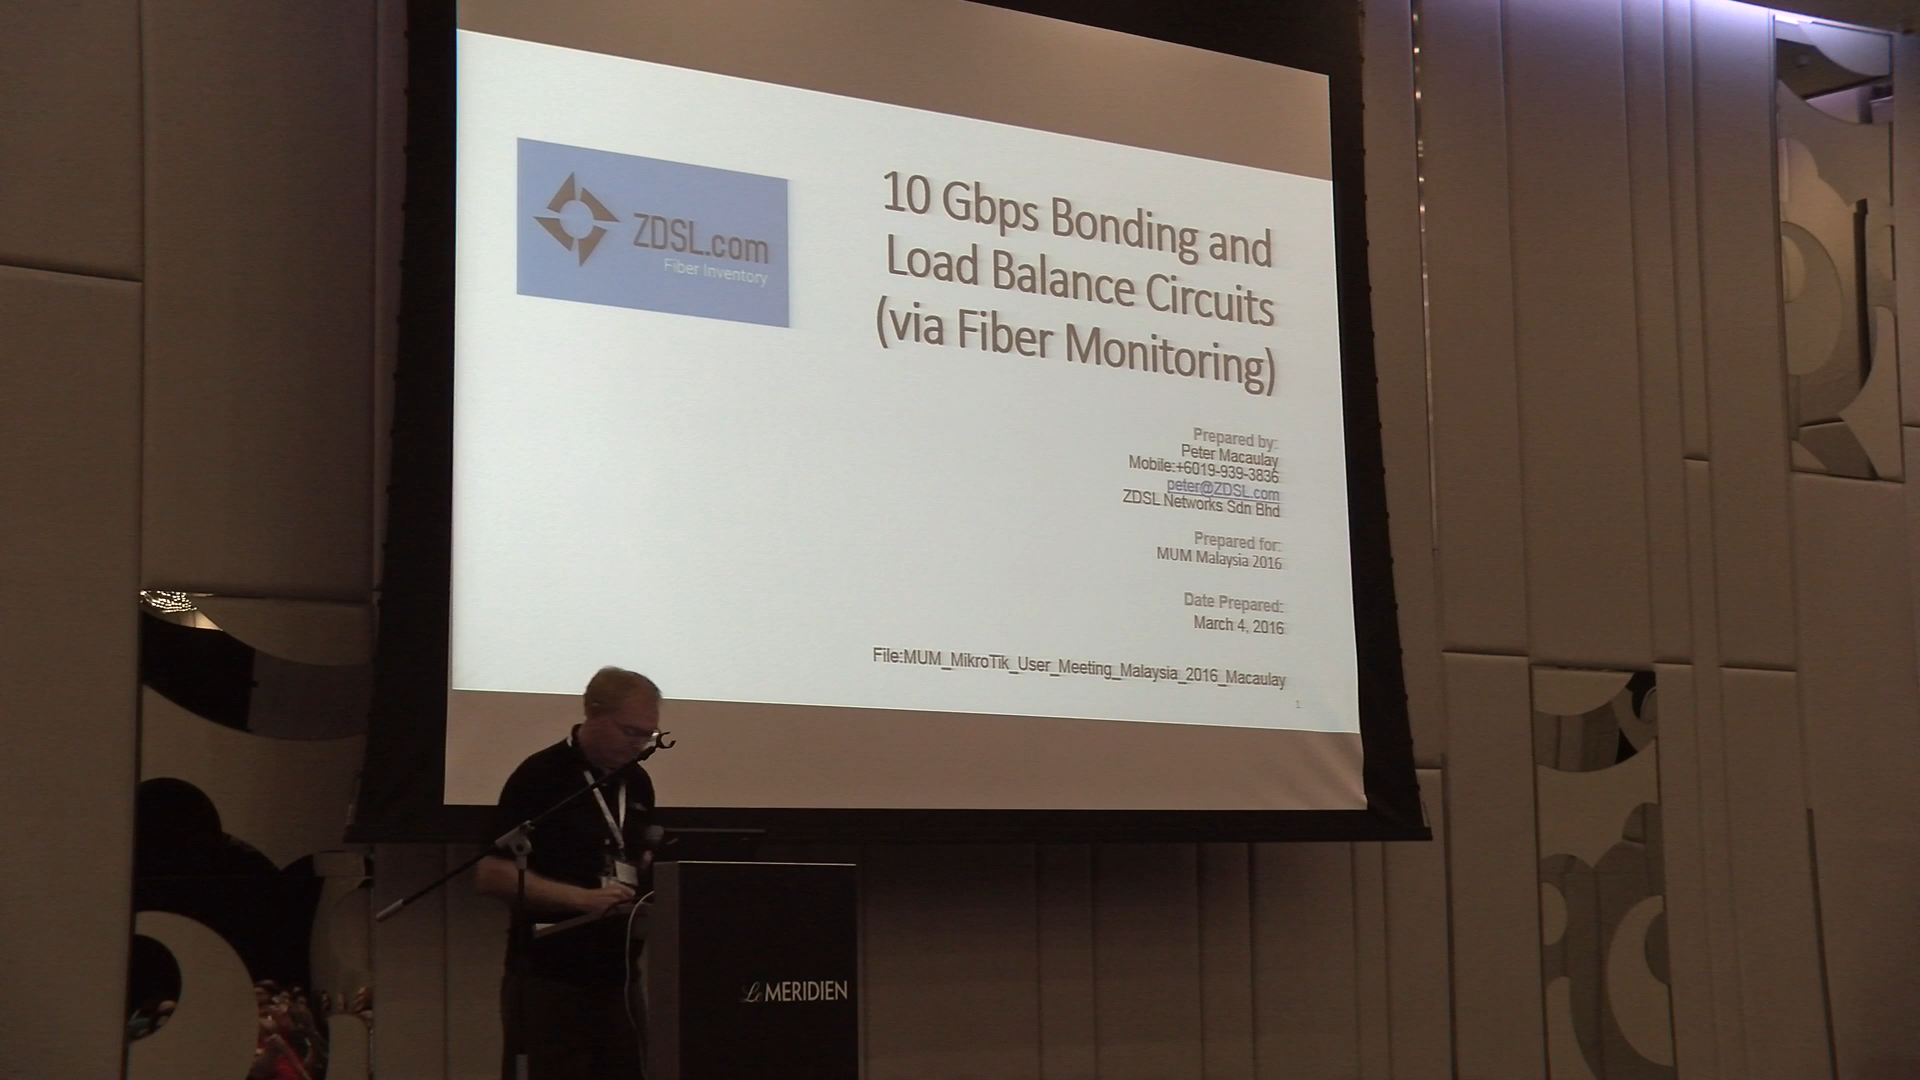 ZDSL.com
Fiber Inventory
10 Gbps Bonding and
Load Balance Circuits
(via Fiber Monitoring)
Prepared by:
Peter Macaulay
Mobile:+6019-939-3836
peter@ZDSL.com
ZDSL Networks Sdn Bhd
Prepared for:
MUM Malaysia 2016
Date Prepared:
March 4, 2016
File:MUM_MikroTik_User_Meeting_Malaysia_2016_Macaulay
1
Le MERIDIEN